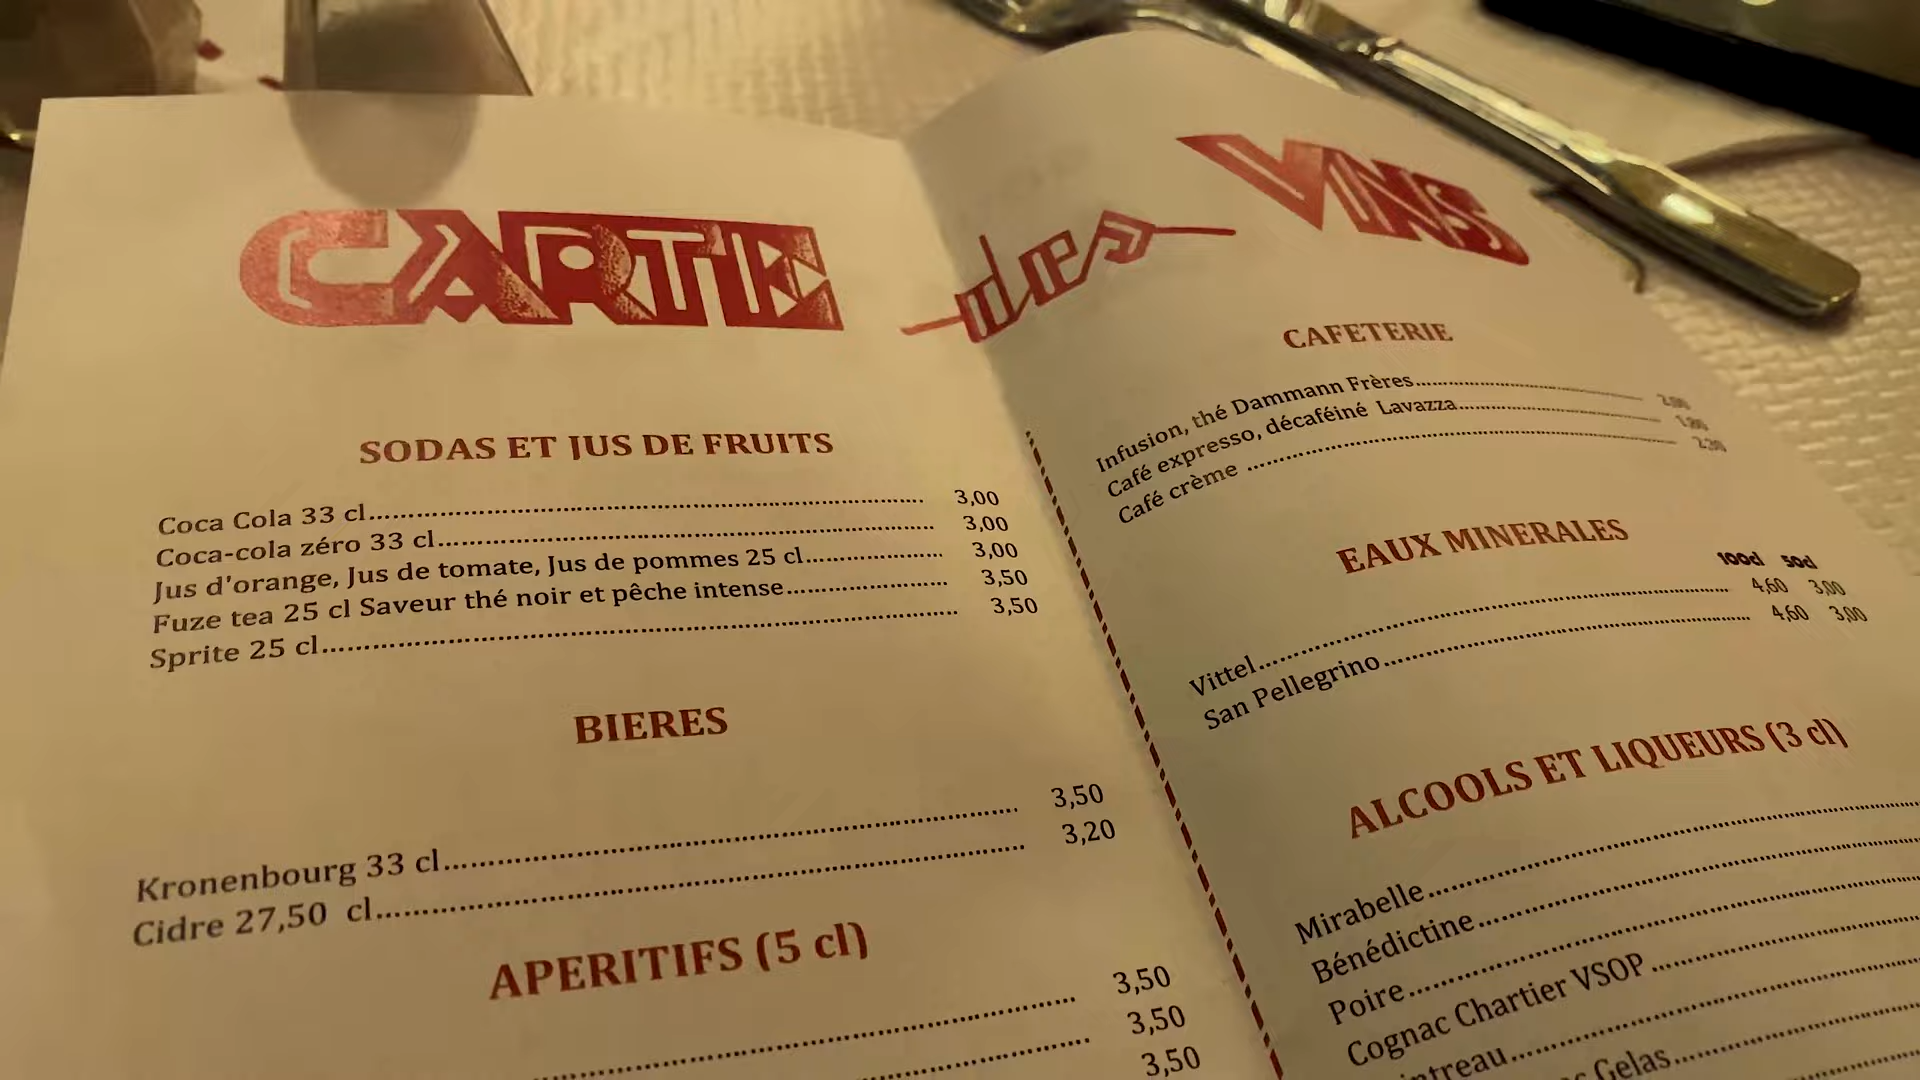 CARTE
des VINS
SODAS ET JUS DE FRUITS
Coca Cola 33 cl 3,00
Coca-cola zéro 33 cl 3,00
Jus d'orange, Jus de tomate, Jus de pommes 25 cl 3,00
Fuze tea 25 cl Saveur thé noir et pêche intense 3,50
Sprite 25 cl 3,50
BIERES
Kronenbourg 33 cl 3,50
Cidre 27,50 cl 3,20
APERITIFS (5 cl)
3,50
3,50
3,50
CAFETERIE
Infusion, thé Dammann Frères
Café expresso, décaféiné Lavazza
Café crème
EAUX MINERALES
100cl 50cl
Vittel 4,60 3,00
San Pellegrino 4,60 3,00
ALCOOLS ET LIQUEURS (3 cl)
Mirabelle
Bénédictine
Poire
Cognac Chartier VSOP
Gelas